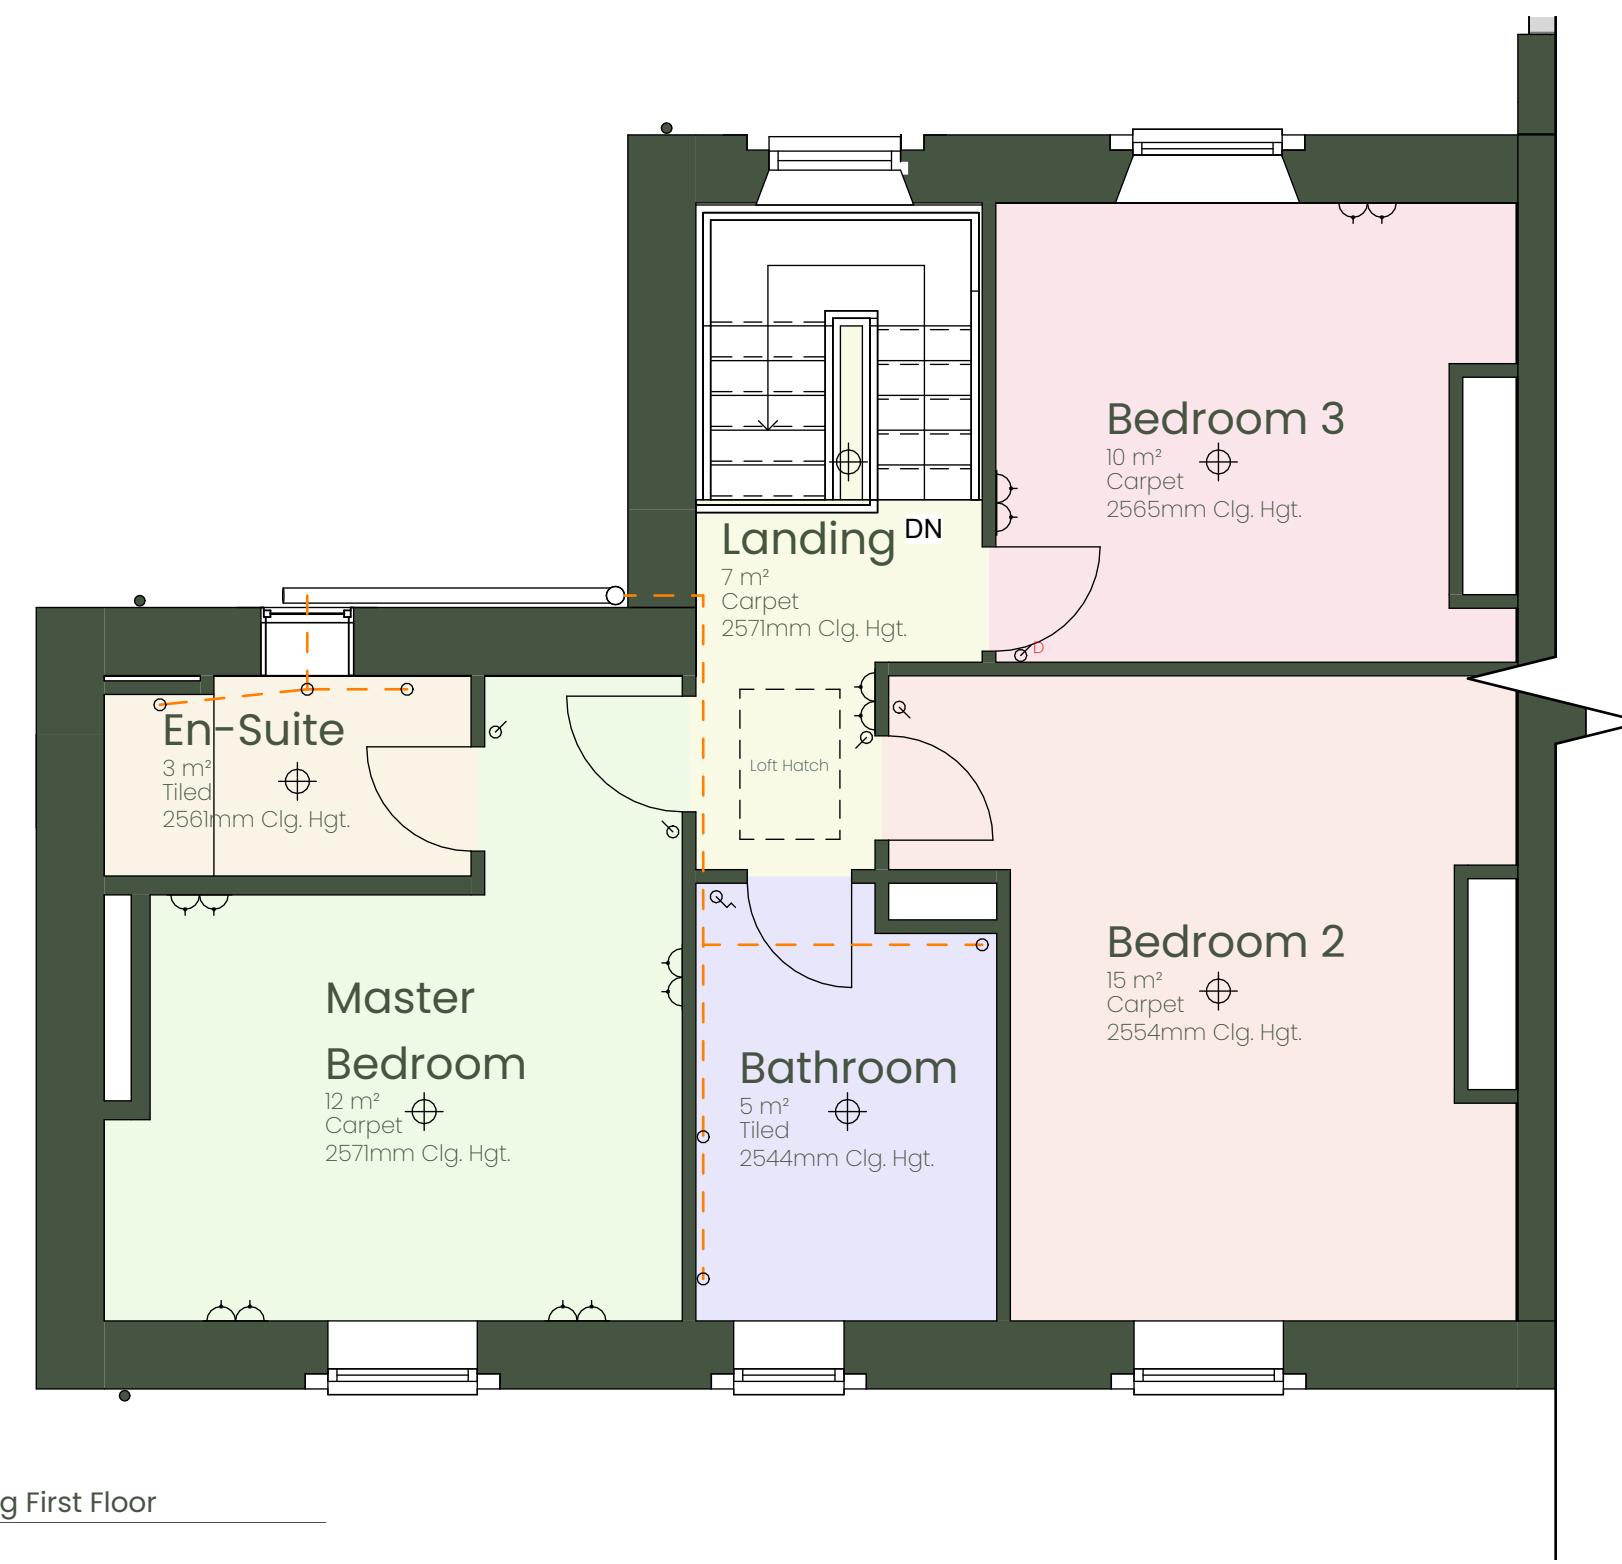 Bedroom 3
10 m²
Carpet
2565mm Clg. Hgt.
Landing
DN
7 m²
Carpet
2571mm Clg. Hgt.
D
En-Suite
3 m²
Tiled
2561mm Clg. Hgt.
Loft Hatch
Bedroom 2
15 m²
Carpet
2554mm Clg. Hgt.
Master
Bedroom
12 m²
Carpet
2571mm Clg. Hgt.
Bathroom
5 m²
Tiled
2544mm Clg. Hgt.
g First Floor